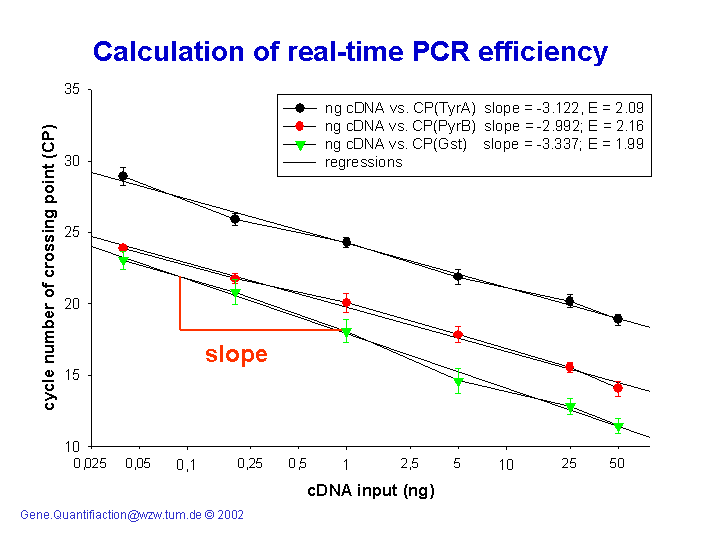 Calculation of real-time PCR efficiency
ng cDNA vs. CP(TyrA) slope = -3.122, E = 2.09
ng cDNA vs. CP(PyrB) slope = -2.992; E = 2.16
ng cDNA vs. CP(Gst) slope = -3.337; E = 1.99
regressions
cycle number of crossing point (CP)
35
30
25
20
15
10
slope
0,025 0,05 0,1 0,25 0,5 1 2,5 5 10 25 50
cDNA input (ng)
Gene.Quantifiaction@wzw.tum.de © 2002